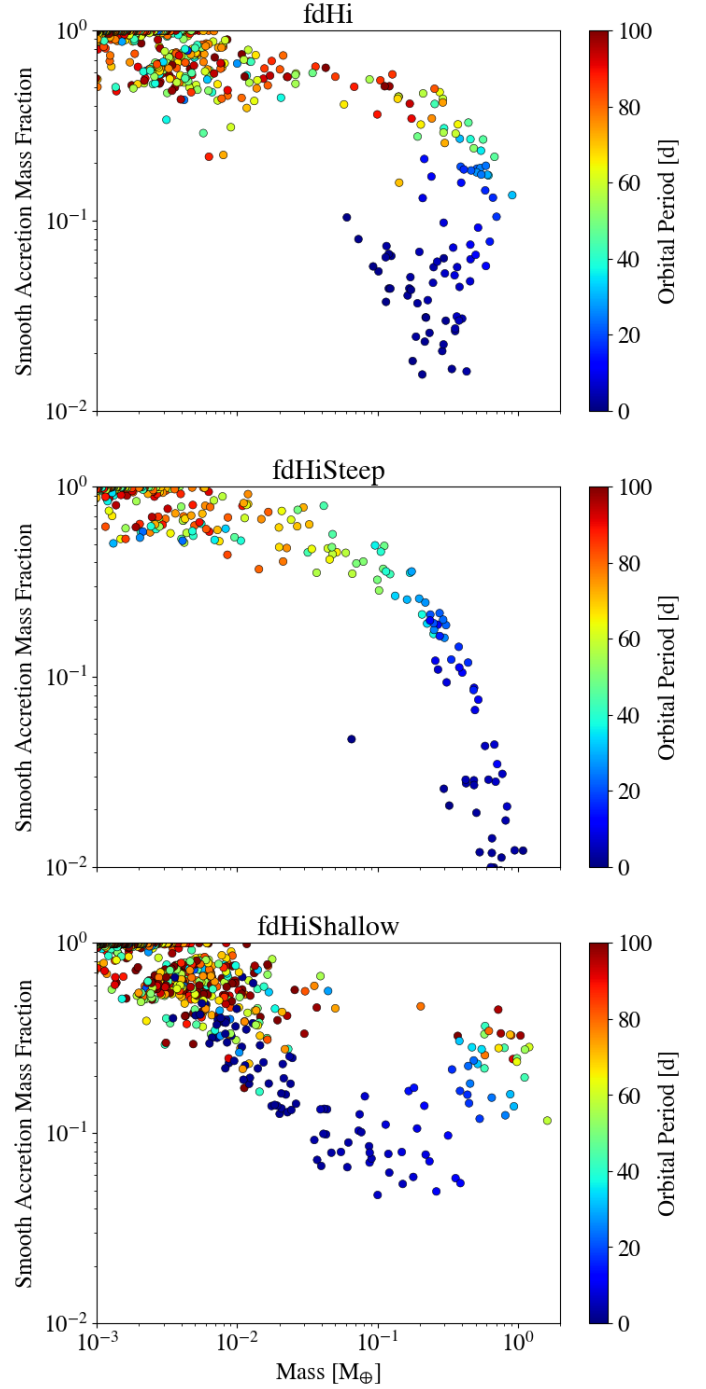 fdHi
10^0
10^{-1}
10^{-2}
Smooth Accretion Mass Fraction
100
80
60
40
20
0
Orbital Period [d]
fdHiSteep
10^0
10^{-1}
10^{-2}
Smooth Accretion Mass Fraction
100
80
60
40
20
0
Orbital Period [d]
fdHiShallow
10^0
10^{-1}
10^{-2}
Smooth Accretion Mass Fraction
100
80
60
40
20
0
Orbital Period [d]
10^{-3} 10^{-2} 10^{-1} 10^0
Mass [M_⊕]